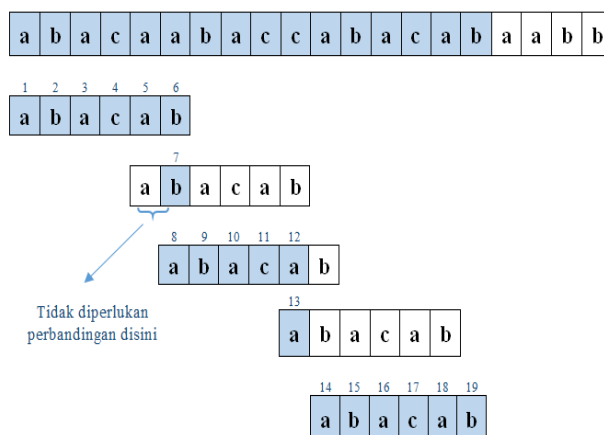 a b a c a a b a c c a b a c a b a a b b
1 2 3 4 5 6
a b a c a b
7
a b a c a b
8 9 10 11 12
a b a c a b
Tidak diperlukan
perbandingan disini
13
a b a c a b
14 15 16 17 18 19
a b a c a b